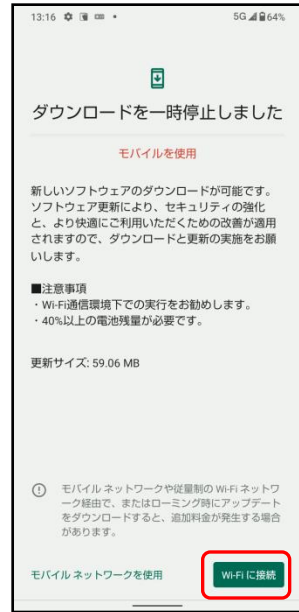 13:16 5G 64%
ダウンロードを一時停止しました
モバイルを使用
新しいソフトウェアのダウンロードが可能です。
ソフトウェア更新により、セキュリティの強化
と、より快適にご利用いただくための改善が適用
されますので、ダウンロードと更新の実施をお願
いします。
■注意事項
・Wi-Fi通信環境下での実行をお勧めします。
・40%以上の電池残量が必要です。
更新サイズ: 59.06 MB
モバイル ネットワークや従量制の Wi-Fi ネットワ
ーク経由で、またはローミング時にアップデート
をダウンロードすると、追加料金が発生する場合
があります。
モバイル ネットワークを使用 Wi-Fi に接続